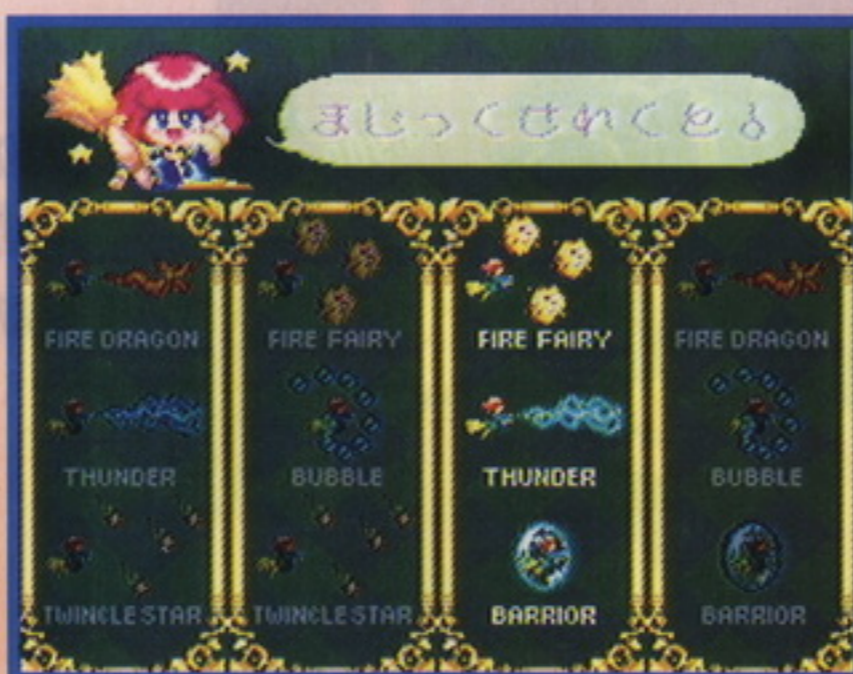 まじっくせれくと
FIRE DRAGON
THUNDER
TWINCLE STAR
FIRE FAIRY
BUBBLE
TWINCLE STAR
FIRE FAIRY
THUNDER
BARRIOR
FIRE DRAGON
BUBBLE
BARRIOR